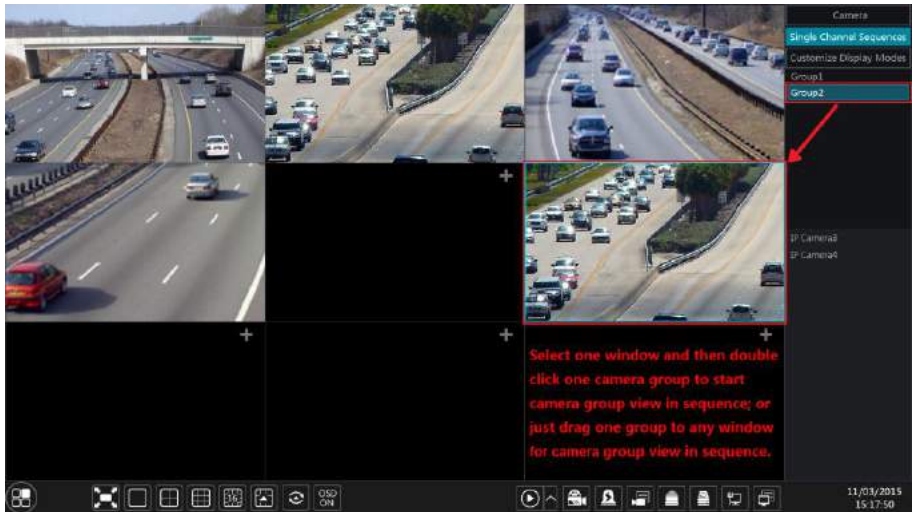 Camera
Single Channel Sequences
Customize Display Modes
Group1
Group2
IP Camera3
IP Camera4
Select one window and then double
click one camera group to start
camera group view in sequence; or
just drag one group to any window
for camera group view in sequence.
16
OSD
ON
11/03/2015
15:17:50